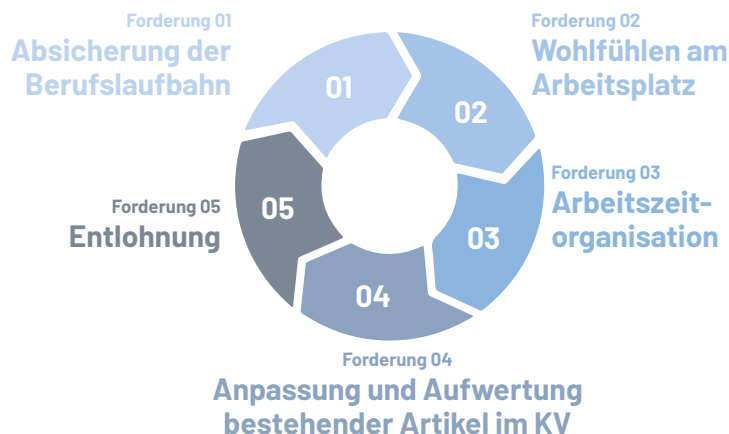 Forderung 01
Absicherung der
Berufslaufbahn
01
Forderung 02
Wohlfühlen am
Arbeitsplatz
02
Forderung 03
Arbeitszeit-
organisation
03
Forderung 04
Anpassung und Aufwertung
bestehender Artikel im KV
04
Forderung 05
Entlohnung
05